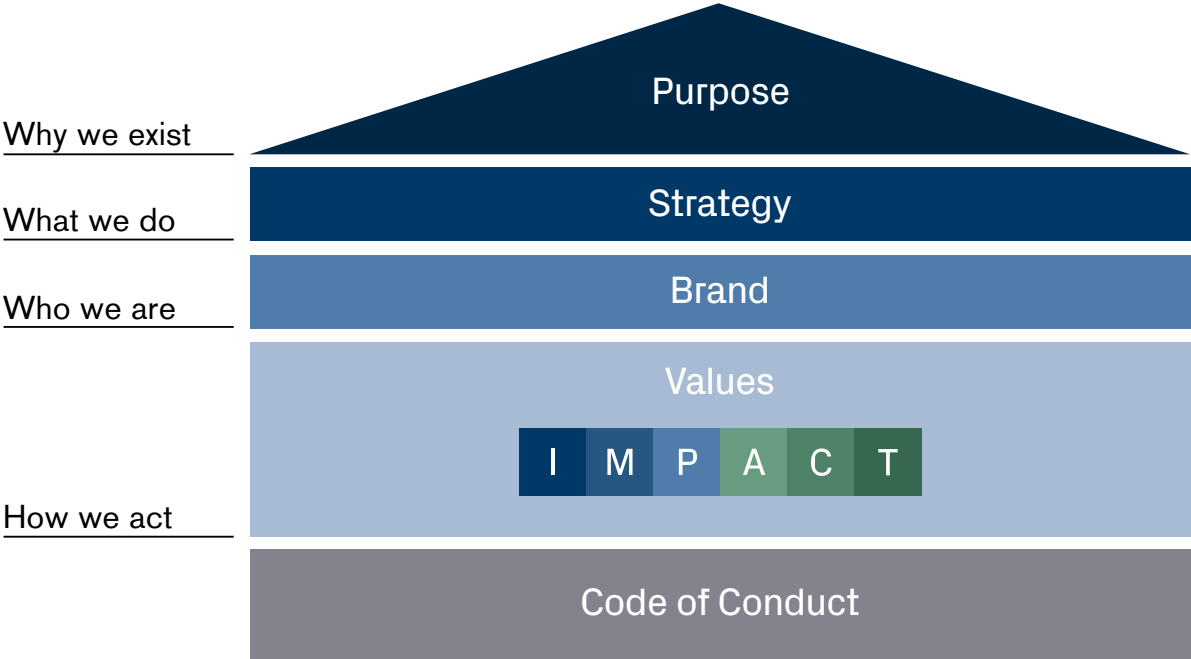 Purpose
Why we exist
Strategy
What we do
Brand
Who we are
Values
I M P A C T
How we act
Code of Conduct